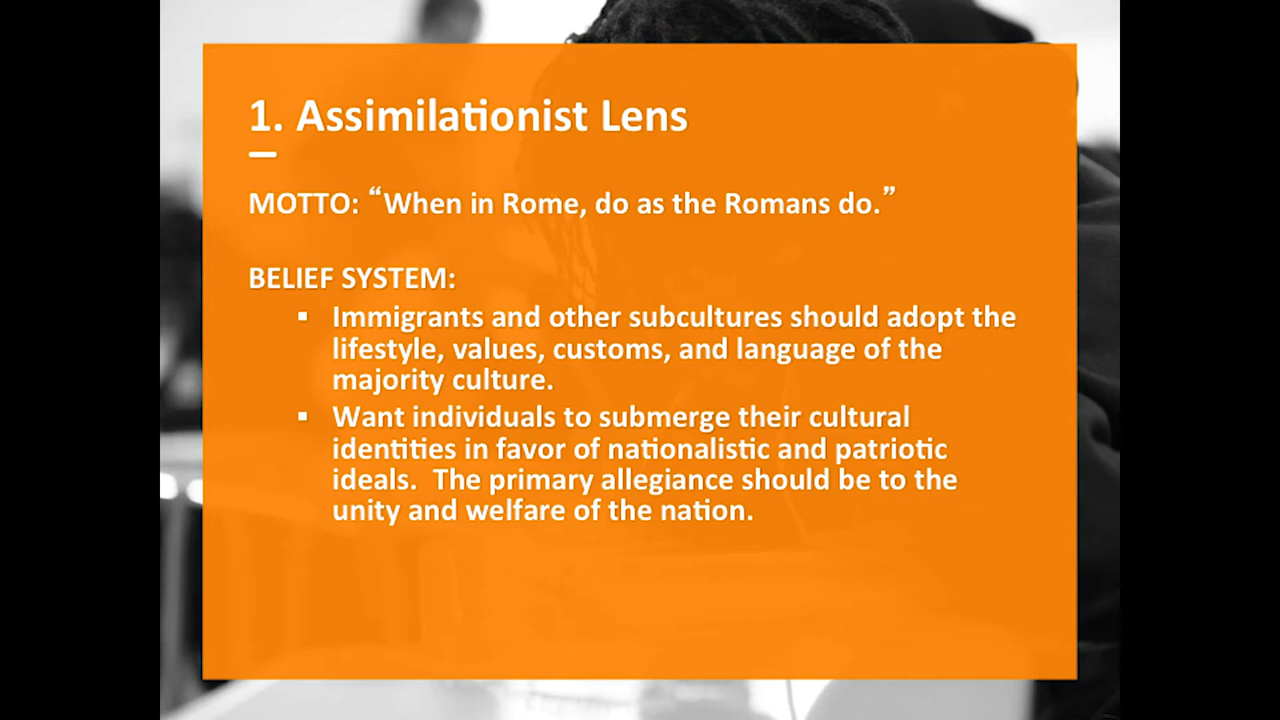 1. Assimilationist Lens
MOTTO: “When in Rome, do as the Romans do.”
BELIEF SYSTEM:
▪ Immigrants and other subcultures should adopt the
lifestyle, values, customs, and language of the
majority culture.
▪ Want individuals to submerge their cultural
identities in favor of nationalistic and patriotic
ideals.  The primary allegiance should be to the
unity and welfare of the nation.